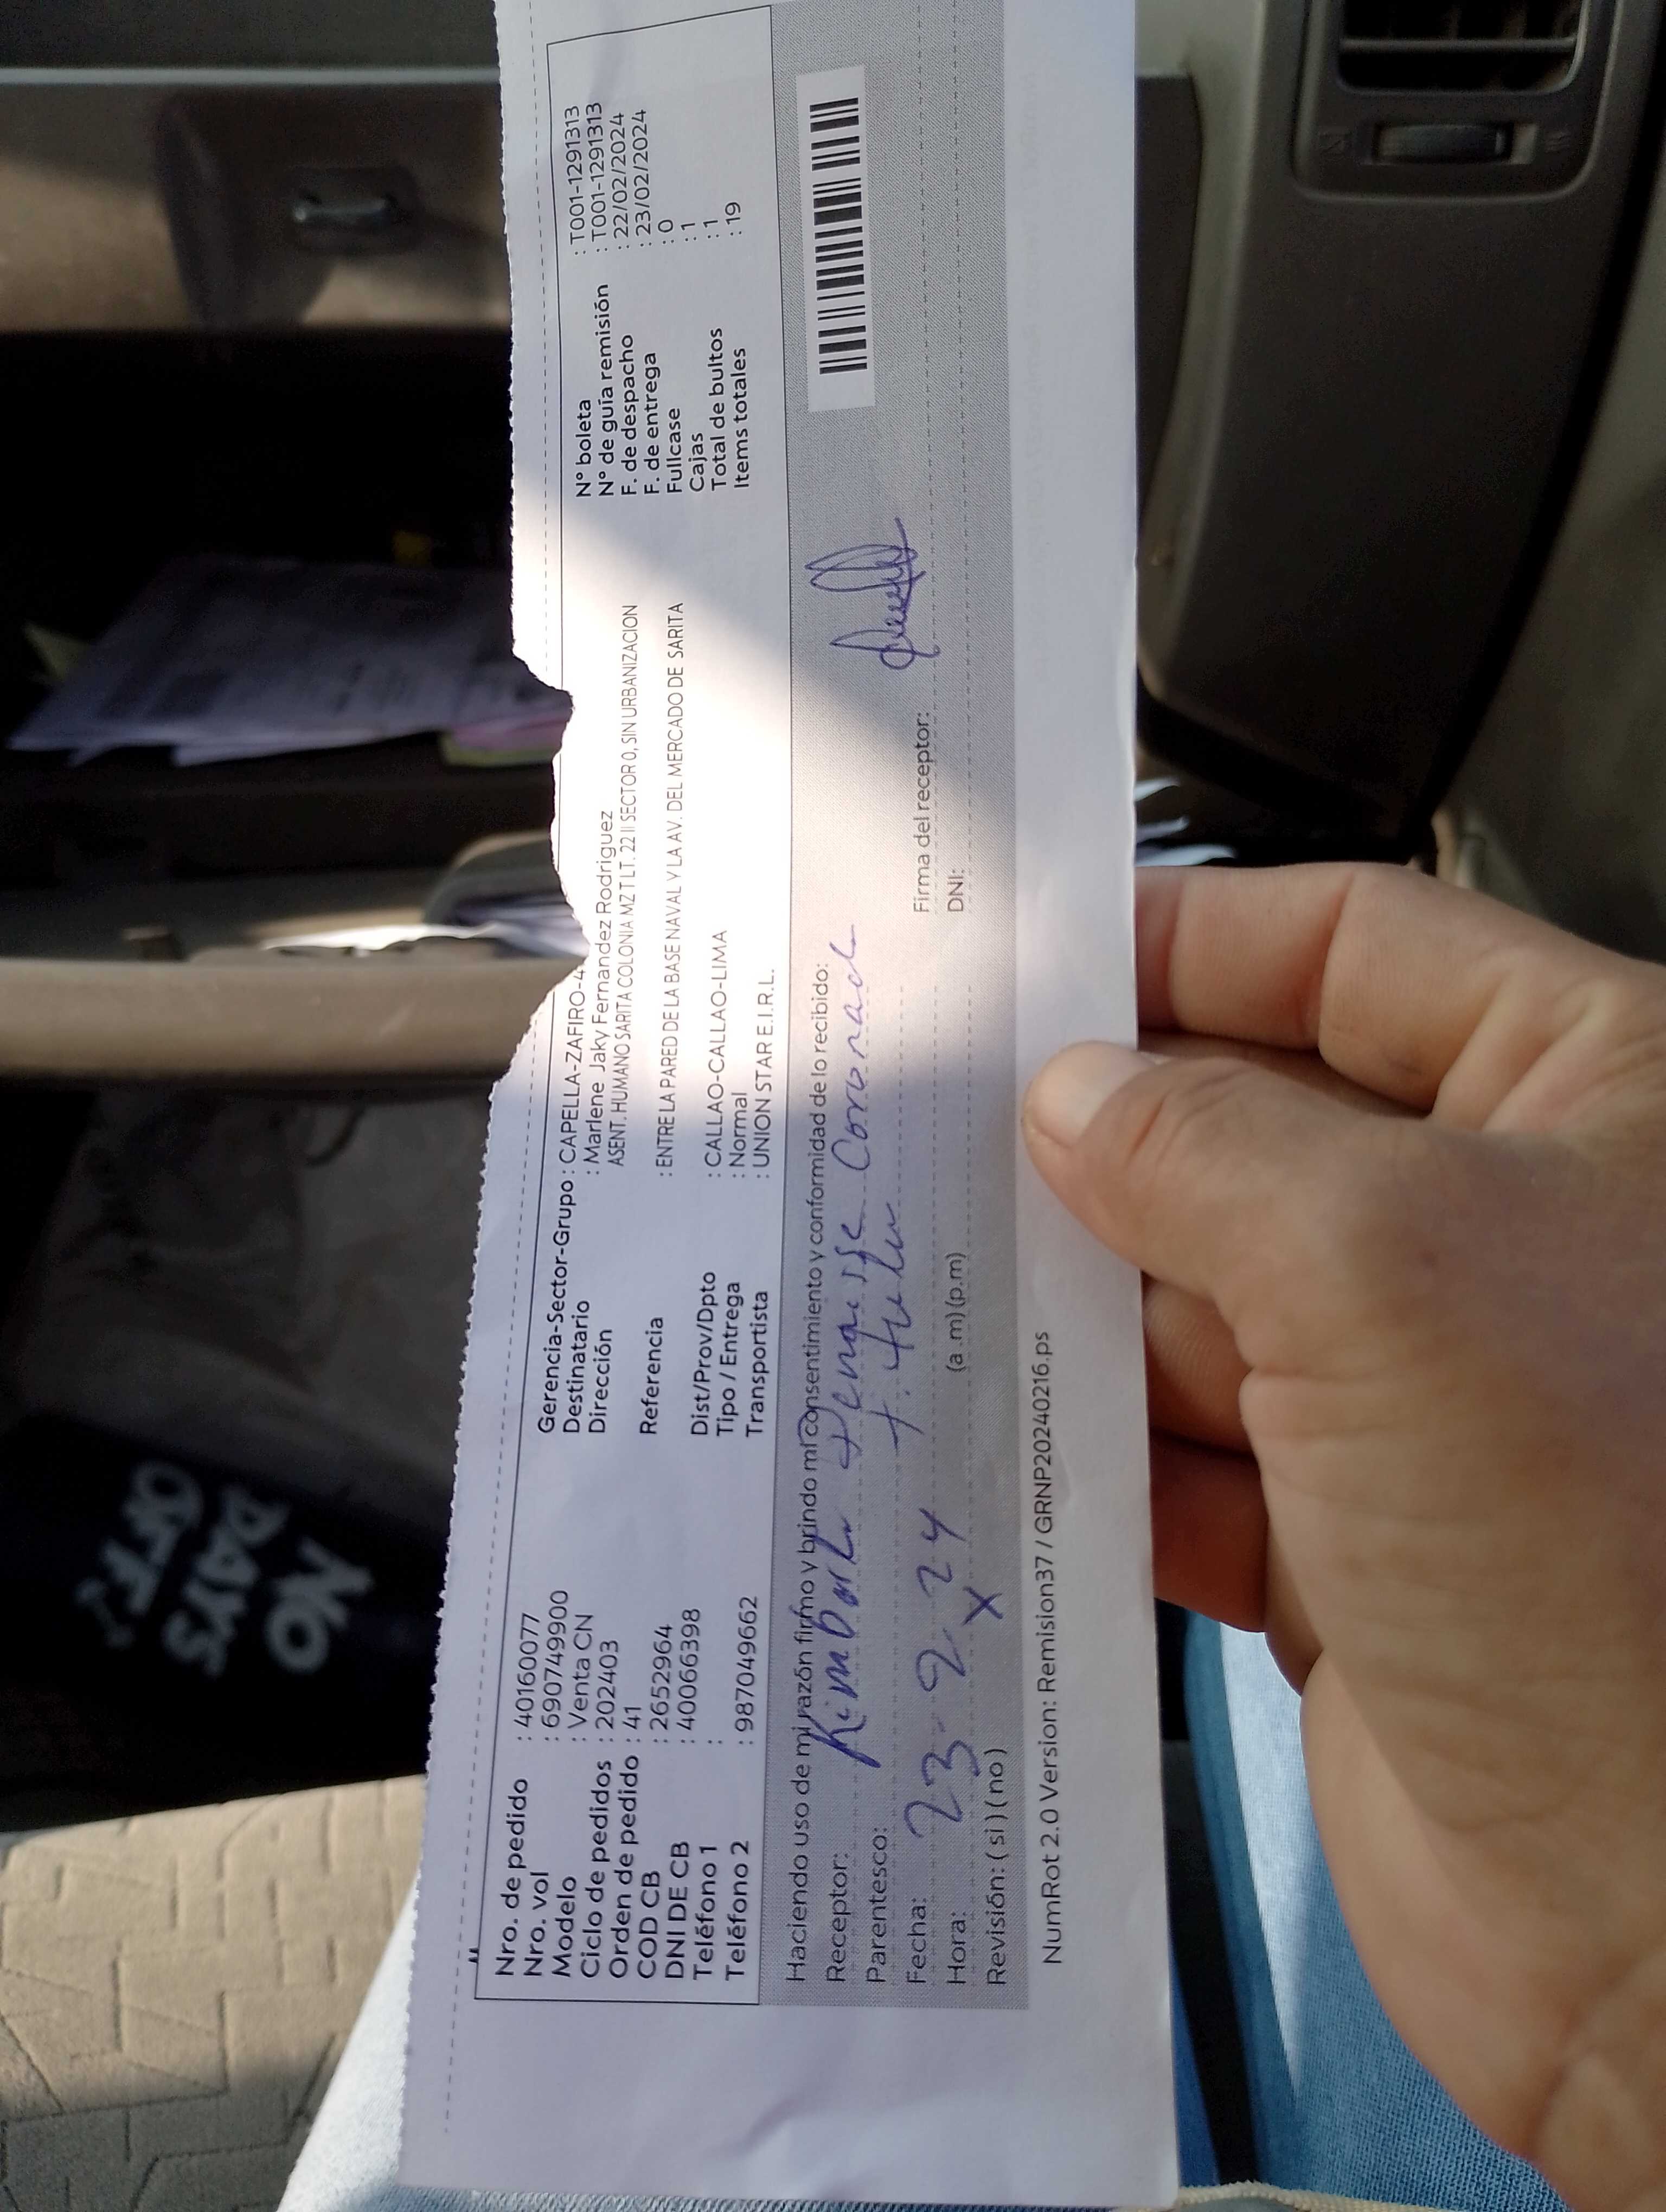 Nro. de pedido : 40160077
Nro. vol : 690749900
Modelo : Venta CN
Ciclo de pedidos : 202403
Orden de pedido : 41
COD CB : 2652964
DNI DE CB : 40066398
Teléfono 1 :
Teléfono 2 : 987049662
Gerencia-Sector-Grupo : CAPELLA-ZAFIRO-4
Destinatario : Marlene Jaky Fernandez Rodriguez
Dirección ASENT. HUMANO SARITA COLONIA MZ T LT. 22 II SECTOR 0, SIN URBANIZACION
Referencia : ENTRE LA PARED DE LA BASE NAVAL Y LA AV. DEL MERCADO DE SARITA
Dist/Prov/Dpto : CALLAO-CALLAO-LIMA
Tipo / Entrega : Normal
Transportista : UNION STAR E.I.R.L.
N° boleta : T001-1291313
N° de guía remisión : T001-1291313
F. de despacho : 22/02/2024
F. de entrega : 23/02/2024
Fullcase : 0
Cajas : 1
Total de bultos : 1
Items totales : 19
Haciendo uso de mi razón firmo y brindo mi consentimiento y conformidad de lo recibido:
Receptor:
Parentesco:
Fecha: 23-2-24
Hora: (a.m)(p.m)
Revisión: ( si ) ( no ) X
Firma del receptor:
DNI:
NumRot 2.0 Version: Remision37 / GRNP20240216.ps
NO
DAYS
OFF